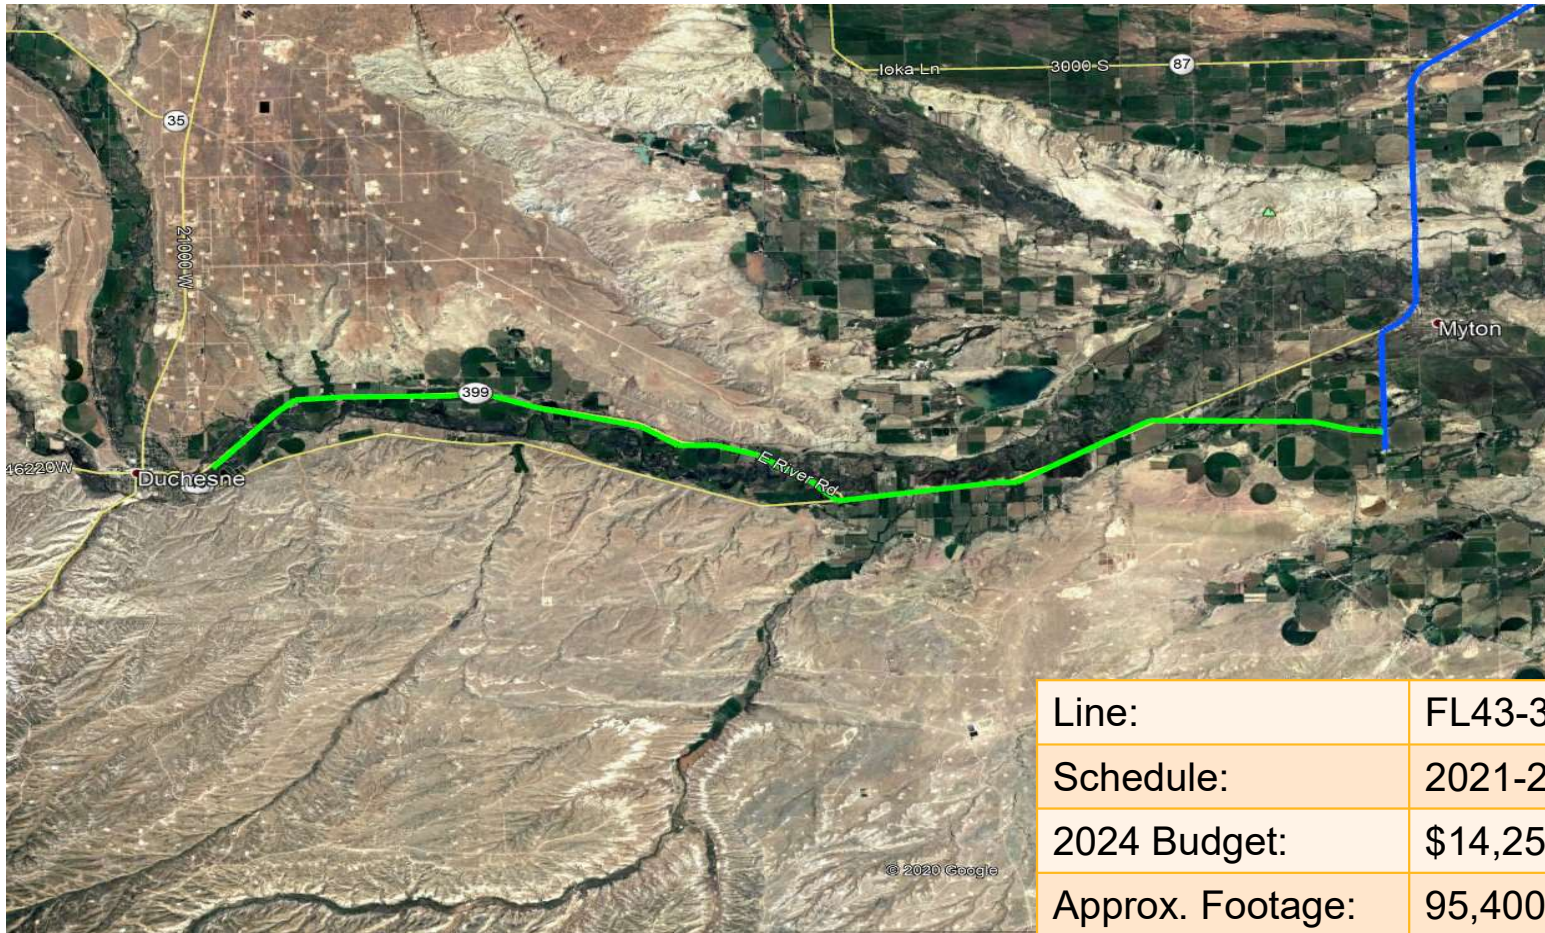 Ioka Ln
3000 S
87
35
21000 W
Myton
399
46220W
Duchesne
E River Rd
© 2020 Google
Line: FL43-3
Schedule: 2021-2
2024 Budget: $14,25
Approx. Footage: 95,400